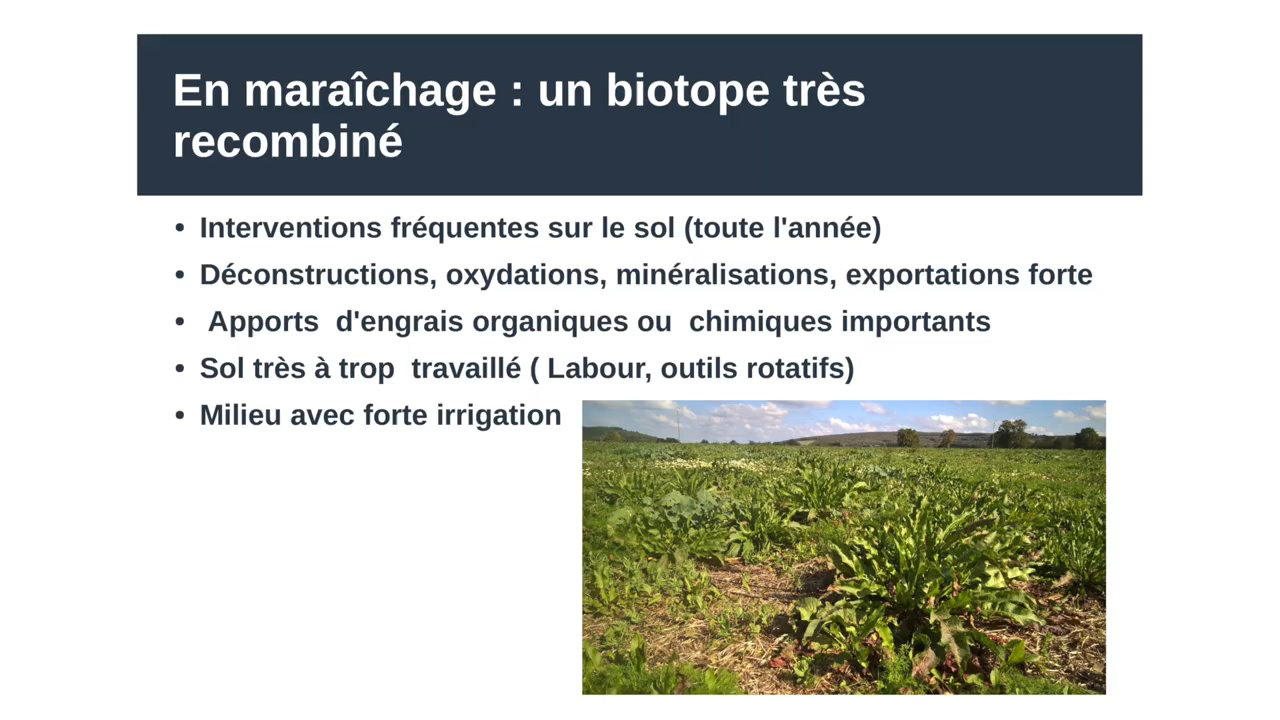 En maraîchage : un biotope très
recombiné
• Interventions fréquentes sur le sol (toute l'année)
• Déconstructions, oxydations, minéralisations, exportations forte
• Apports d'engrais organiques ou chimiques importants
• Sol très à trop travaillé ( Labour, outils rotatifs)
• Milieu avec forte irrigation